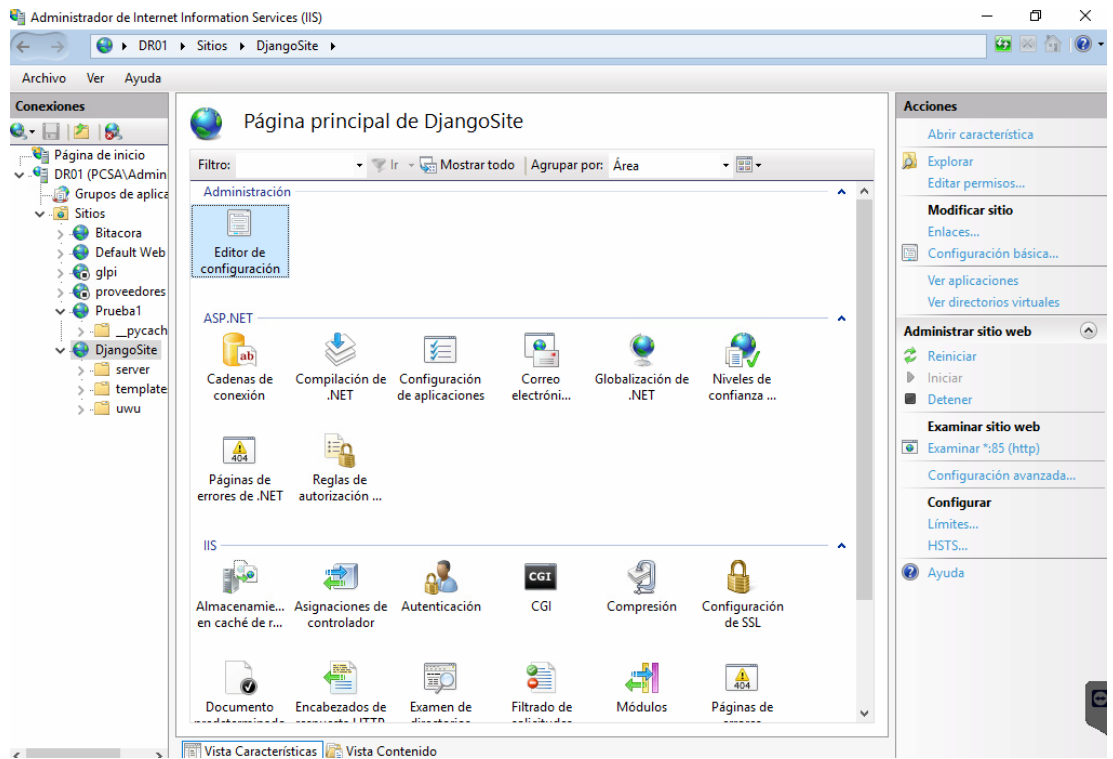 Administrador de Internet Information Services (IIS)
DR01 Sitios DjangoSite
Archivo Ver Ayuda
Conexiones
Página de inicio
DR01 (PCSA\Admin
Grupos de aplica
Sitios
Bitacora
Default Web
glpi
proveedores
Prueba1
__pycach
DjangoSite
server
template
uwu
Página principal de DjangoSite
Filtro: Ir Mostrar todo Agrupar por: Área
Administración
Editor de
configuración
ASP.NET
ab
Cadenas de
conexión
Compilación de
.NET
Configuración
de aplicaciones
Correo
electróni...
Globalización de
.NET
Niveles de
confianza ...
404
Páginas de
errores de .NET
Reglas de
autorización ...
IIS
Almacenamie...
en caché de r...
Asignaciones de
controlador
Autenticación
CGI
CGI
Compresión
Configuración
de SSL
Documento
Encabezados de
Examen de
Filtrado de
Módulos
404
Páginas de
Vista Características Vista Contenido
Acciones
Abrir característica
Explorar
Editar permisos...
Modificar sitio
Enlaces...
Configuración básica...
Ver aplicaciones
Ver directorios virtuales
Administrar sitio web
Reiniciar
Iniciar
Detener
Examinar sitio web
Examinar *:85 (http)
Configuración avanzada...
Configurar
Límites...
HSTS...
Ayuda